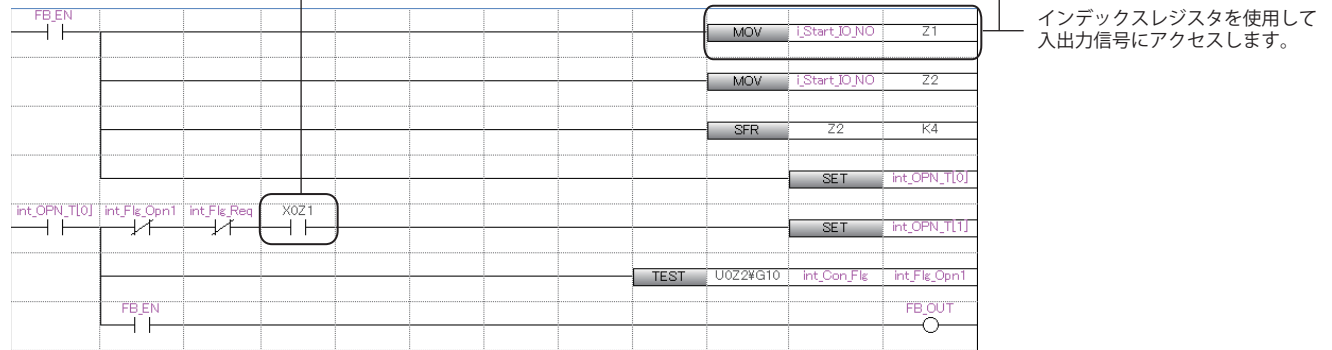 FB_EN
MOV i_Start_IO_NO Z1
インデックスレジスタを使用して
入出力信号にアクセスします。
MOV i_Start_IO_NO Z2
SFR Z2 K4
SET int_OPN_T[0]
int_OPN_T[0] int_Flg_Opn1 int_Flg_Req X0Z1
SET int_OPN_T[1]
TEST U0Z2¥G10 int_Con_Flg int_Flg_Opn1
FB_EN FB_OUT